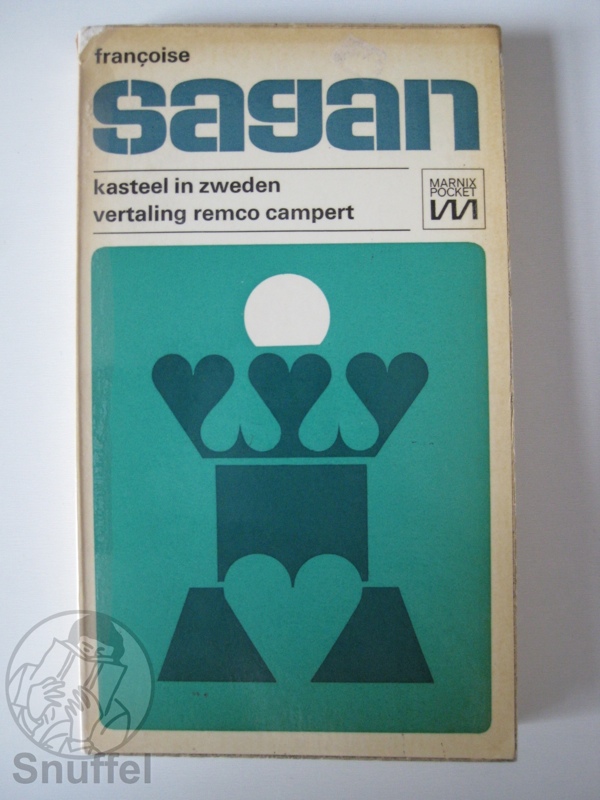 françoise
sagan
kasteel in zweden
vertaling remco campert
MARNIX
POCKET
Snuffel